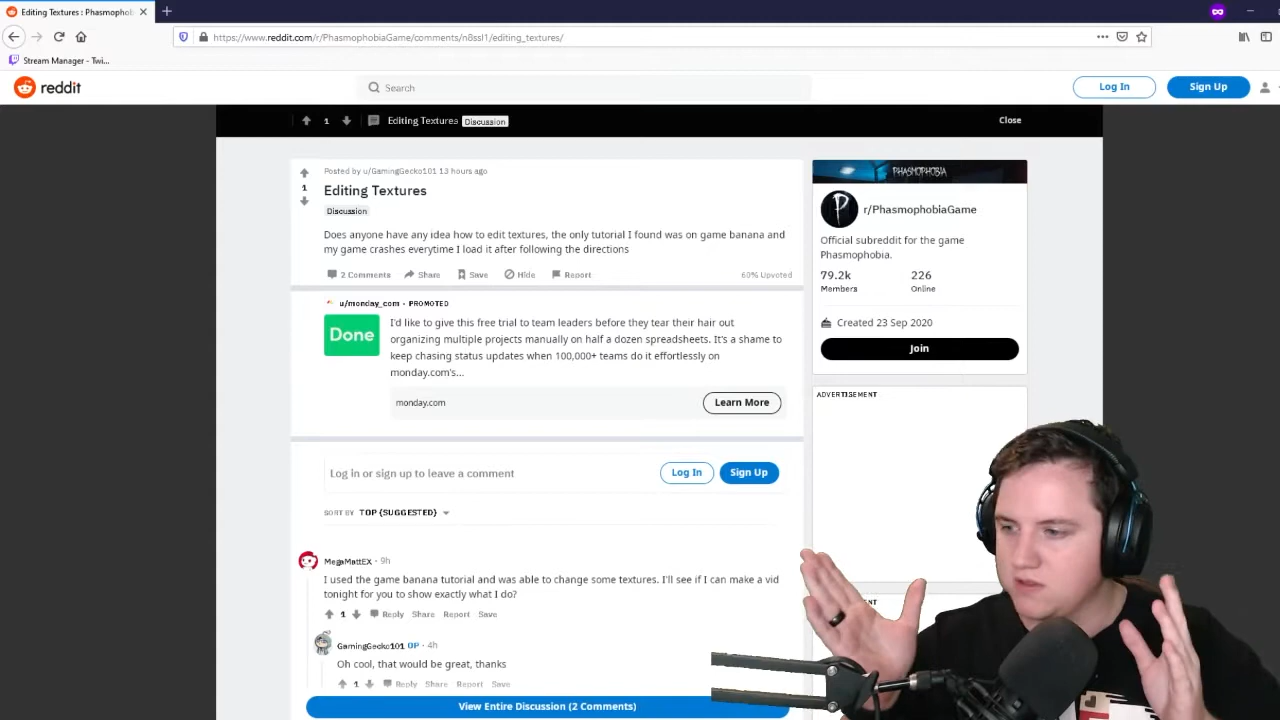 Editing Textures : Phasmophob
https://www.reddit.com/r/PhasmophobiaGame/comments/n8ssl1/editing_textures/
Stream Manager - Twi...
reddit
Search
Log In
Sign Up
1
Editing Textures
Discussion
Close
Posted by u/GamingGecko101 13 hours ago
1
Editing Textures
Discussion
Does anyone have any idea how to edit textures, the only tutorial I found was on game banana and
my game crashes everytime I load it after following the directions
2 Comments
Share
Save
Hide
Report
60% Upvoted
u/monday_com • PROMOTED
Done
I'd like to give this free trial to team leaders before they tear their hair out
organizing multiple projects manually on half a dozen spreadsheets. It's a shame to
keep chasing status updates when 100,000+ teams do it effortlessly on
monday.com's...
monday.com
Learn More
Log in or sign up to leave a comment
Log In
Sign Up
SORT BY TOP (SUGGESTED)
MegaMattEX • 9h
I used the game banana tutorial and was able to change some textures. I'll see if I can make a vid
tonight for you to show exactly what I do?
1
Reply
Share
Report
Save
GamingGecko101 OP • 4h
Oh cool, that would be great, thanks
1
Reply
Share
Report
Save
View Entire Discussion (2 Comments)
PHASMOPHOBIA
r/PhasmophobiaGame
Official subreddit for the game
Phasmophobia.
79.2k
226
Members
Online
Created 23 Sep 2020
Join
ADVERTISEMENT